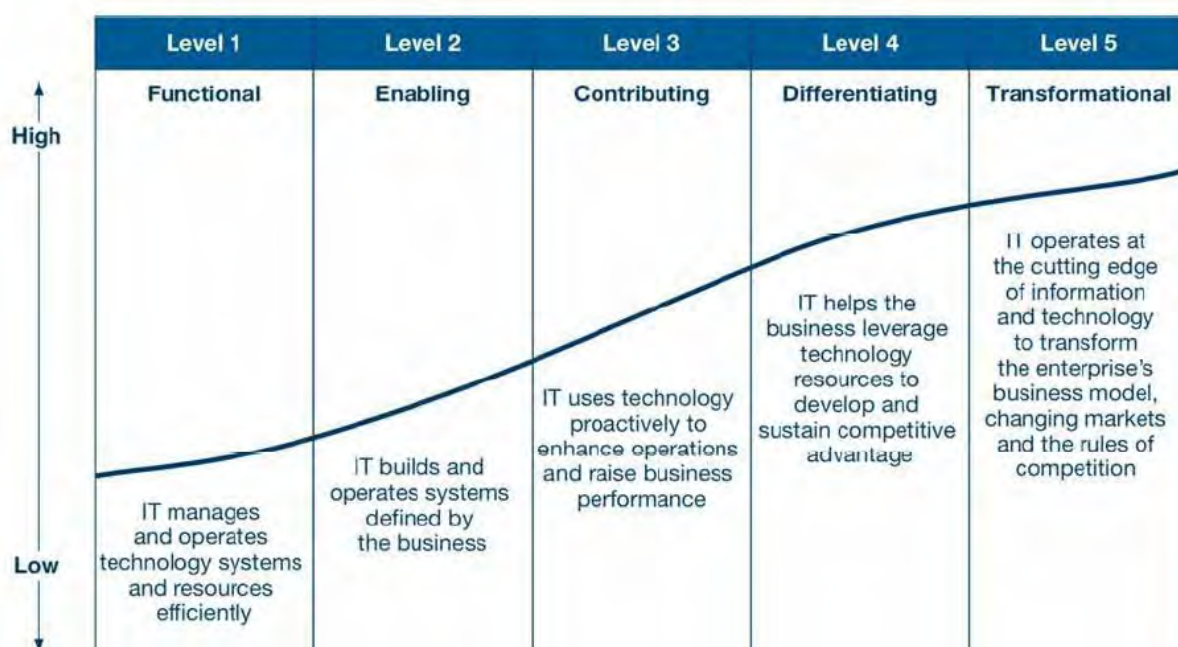 Level 1
Level 2
Level 3
Level 4
Level 5
Functional
Enabling
Contributing
Differentiating
Transformational
High
Low
IT manages
and operates
technology systems
and resources
efficiently
IT builds and
operates systems
defined by
the business
IT uses technology
proactively to
enhance operations
and raise business
performance
IT helps the
business leverage
technology
resources to
develop and
sustain competitive
advantage
IT operates at
the cutting edge
of information
and technology
to transform
the enterprise's
business model,
changing markets
and the rules of
competition